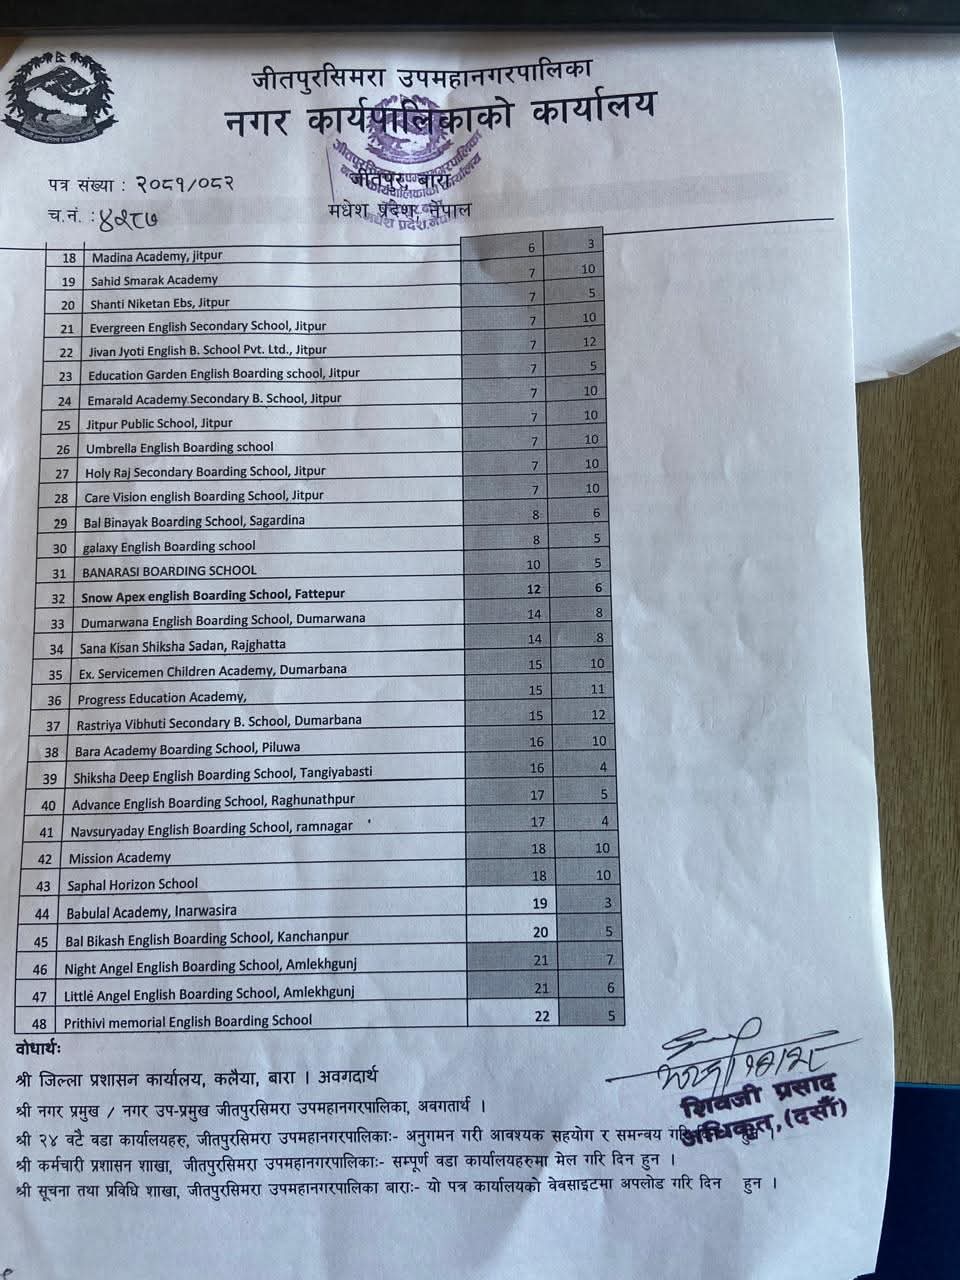 जीतपुरसिमरा उपमहानगरपालिका
नगर कार्यपालिकाको कार्यालय
पत्र संख्या : २०८१/०८२
जीतपुर, बारा
च.नं. : ४२८७
मधेश प्रदेश, नेपाल
18 Madina Academy, jitpur 6 3
19 Sahid Smarak Academy 7 10
20 Shanti Niketan Ebs, Jitpur 7 5
21 Evergreen English Secondary School, Jitpur 7 10
22 Jivan Jyoti English B. School Pvt. Ltd., Jitpur 7 12
23 Education Garden English Boarding school, Jitpur 7 5
24 Emarald Academy Secondary B. School, Jitpur 7 10
25 Jitpur Public School, Jitpur 7 10
26 Umbrella English Boarding school 7 10
27 Holy Raj Secondary Boarding School, Jitpur 7 10
28 Care Vision english Boarding School, Jitpur 7 10
29 Bal Binayak Boarding School, Sagardina 8 6
30 galaxy English Boarding school 8 5
31 BANARASI BOARDING SCHOOL 10 5
32 Snow Apex english Boarding School, Fattepur 12 6
33 Dumarwana English Boarding School, Dumarwana 14 8
34 Sana Kisan Shiksha Sadan, Rajghatta 14 8
35 Ex. Servicemen Children Academy, Dumarbana 15 10
36 Progress Education Academy, 15 11
37 Rastriya Vibhuti Secondary B. School, Dumarbana 15 12
38 Bara Academy Boarding School, Piluwa 16 10
39 Shiksha Deep English Boarding School, Tangiyabasti 16 4
40 Advance English Boarding School, Raghunathpur 17 5
41 Navsuryaday English Boarding School, ramnagar 17 4
42 Mission Academy 18 10
43 Saphal Horizon School 18 10
44 Babulal Academy, Inarwasira 19 3
45 Bal Bikash English Boarding School, Kanchanpur 20 5
46 Night Angel English Boarding School, Amlekhgunj 21 7
47 Little Angel English Boarding School, Amlekhgunj 21 6
48 Prithivi memorial English Boarding School 22 5
वोधार्थः
श्री जिल्ला प्रशासन कार्यालय, कलैया, बारा । अवगदार्थ
श्री नगर प्रमुख / नगर उप-प्रमुख जीतपुरसिमरा उपमहानगरपालिका, अवगतार्थ ।
शिवजी प्रसाद
अधिकृत, (दसौं)
श्री २४ वटै वडा कार्यालयहरु, जीतपुरसिमरा उपमहानगरपालिकाः- अनुगमन गरी आवश्यक सहयोग र समन्वय
श्री कर्मचारी प्रशासन शाखा, जीतपुरसिमरा उपमहानगरपालिकाः- सम्पूर्ण वडा कार्यालयहरुमा मेल गरि दिन हुन ।
श्री सूचना तथा प्रविधि शाखा, जीतपुरसिमरा उपमहानगरपालिका बाराः- यो पत्र कार्यालयको वेवसाइटमा अपलोड गरि दिन हुन ।